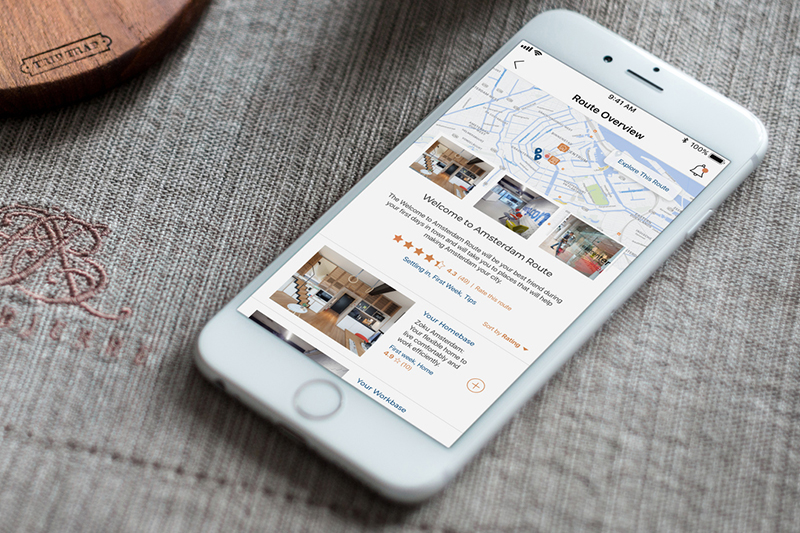 9:41 AM
100%
Route Overview
Explore This Route
Welcome to Amsterdam Route
The Welcome to Amsterdam Route will be your best friend during
your first days in town and will take you to places that will help
making Amsterdam your city.
4.3 (49) | Rate this route
Settling in, First Week, Tips
Sort by Rating
Your Homebase
Zoku Amsterdam:
Your flexible home to
live comfortably and
work efficiently.
First week, Home
4.9 ☆ (10)
Your Workbase